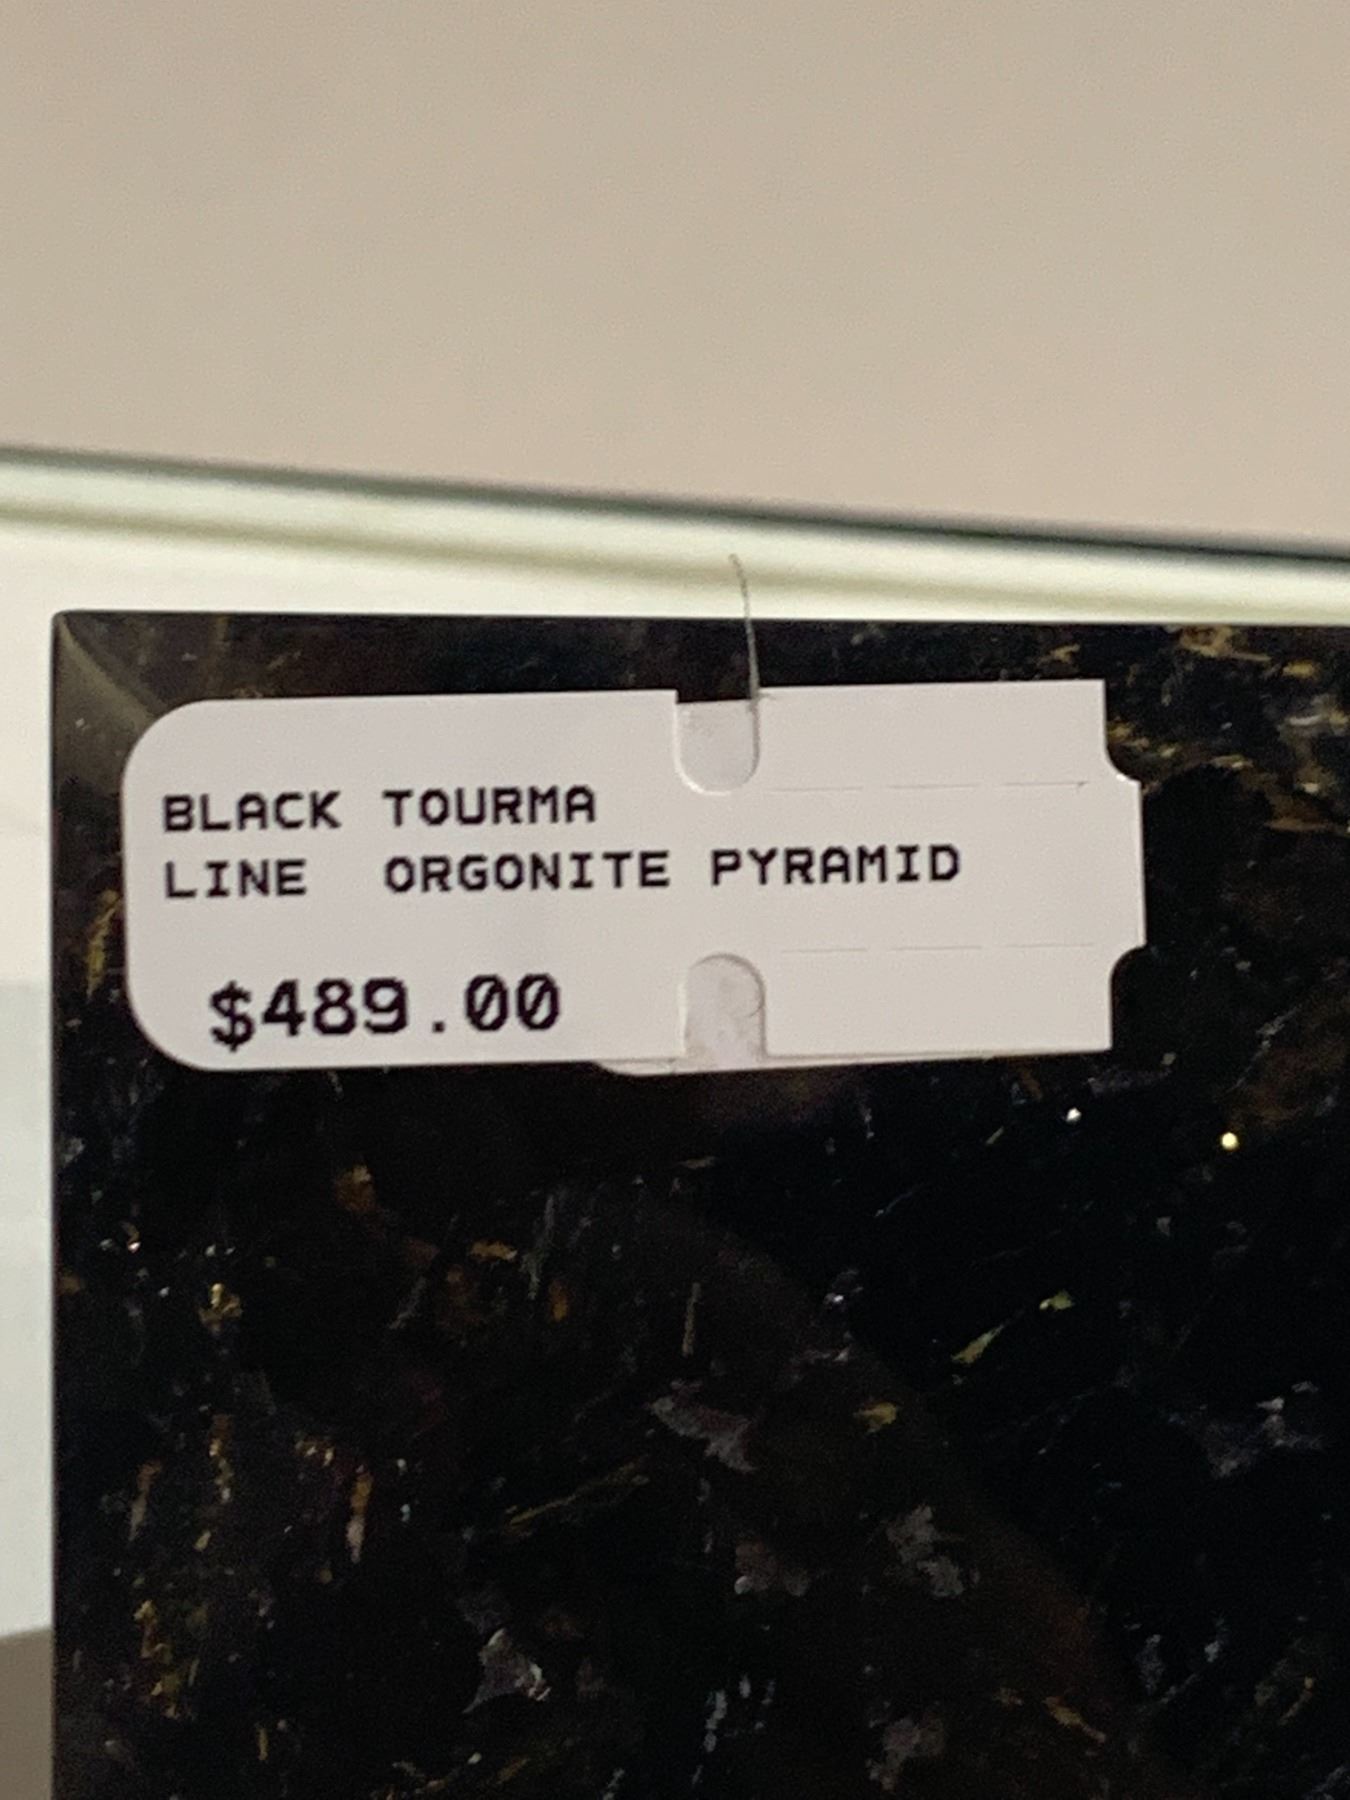 BLACK TOURMA
LINE  ORGONITE PYRAMID
$489.00